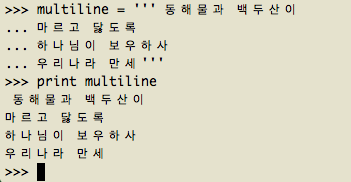 >>> multiline = ''' 동해물과 백두산이
... 마르고 닳도록
... 하나님이 보우하사
... 우리나라 만세'''
>>> print multiline
 동해물과 백두산이
마르고 닳도록
하나님이 보우하사
우리나라 만세
>>>